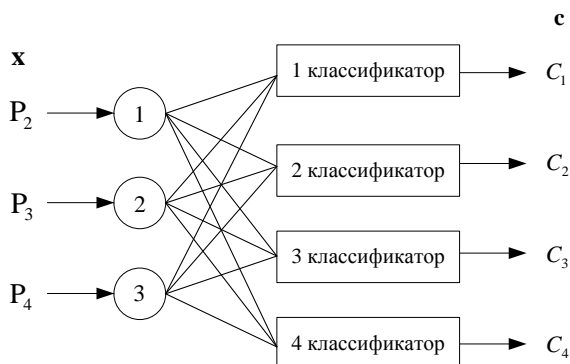 x
c
P2
P3
P4
1
2
3
1 классификатор
2 классификатор
3 классификатор
4 классификатор
C1
C2
C3
C4